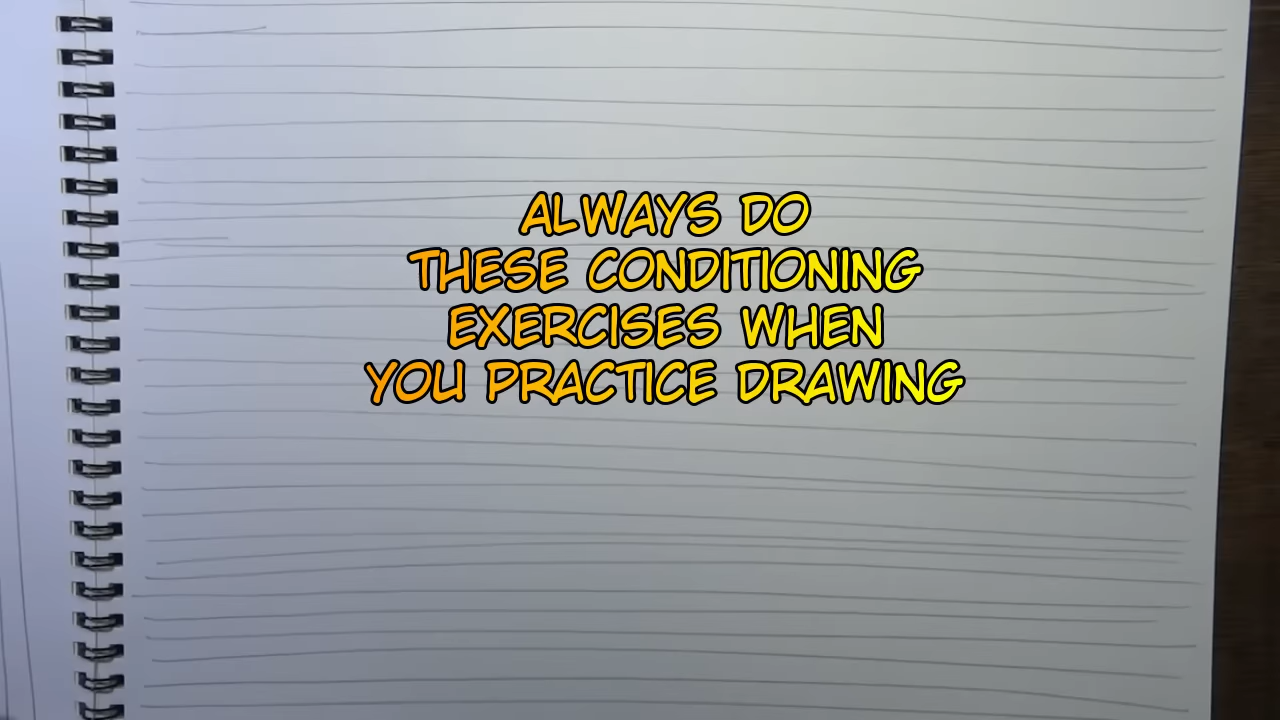 ALWAYS DO
THESE CONDITIONING
EXERCISES WHEN
YOU PRACTICE DRAWING